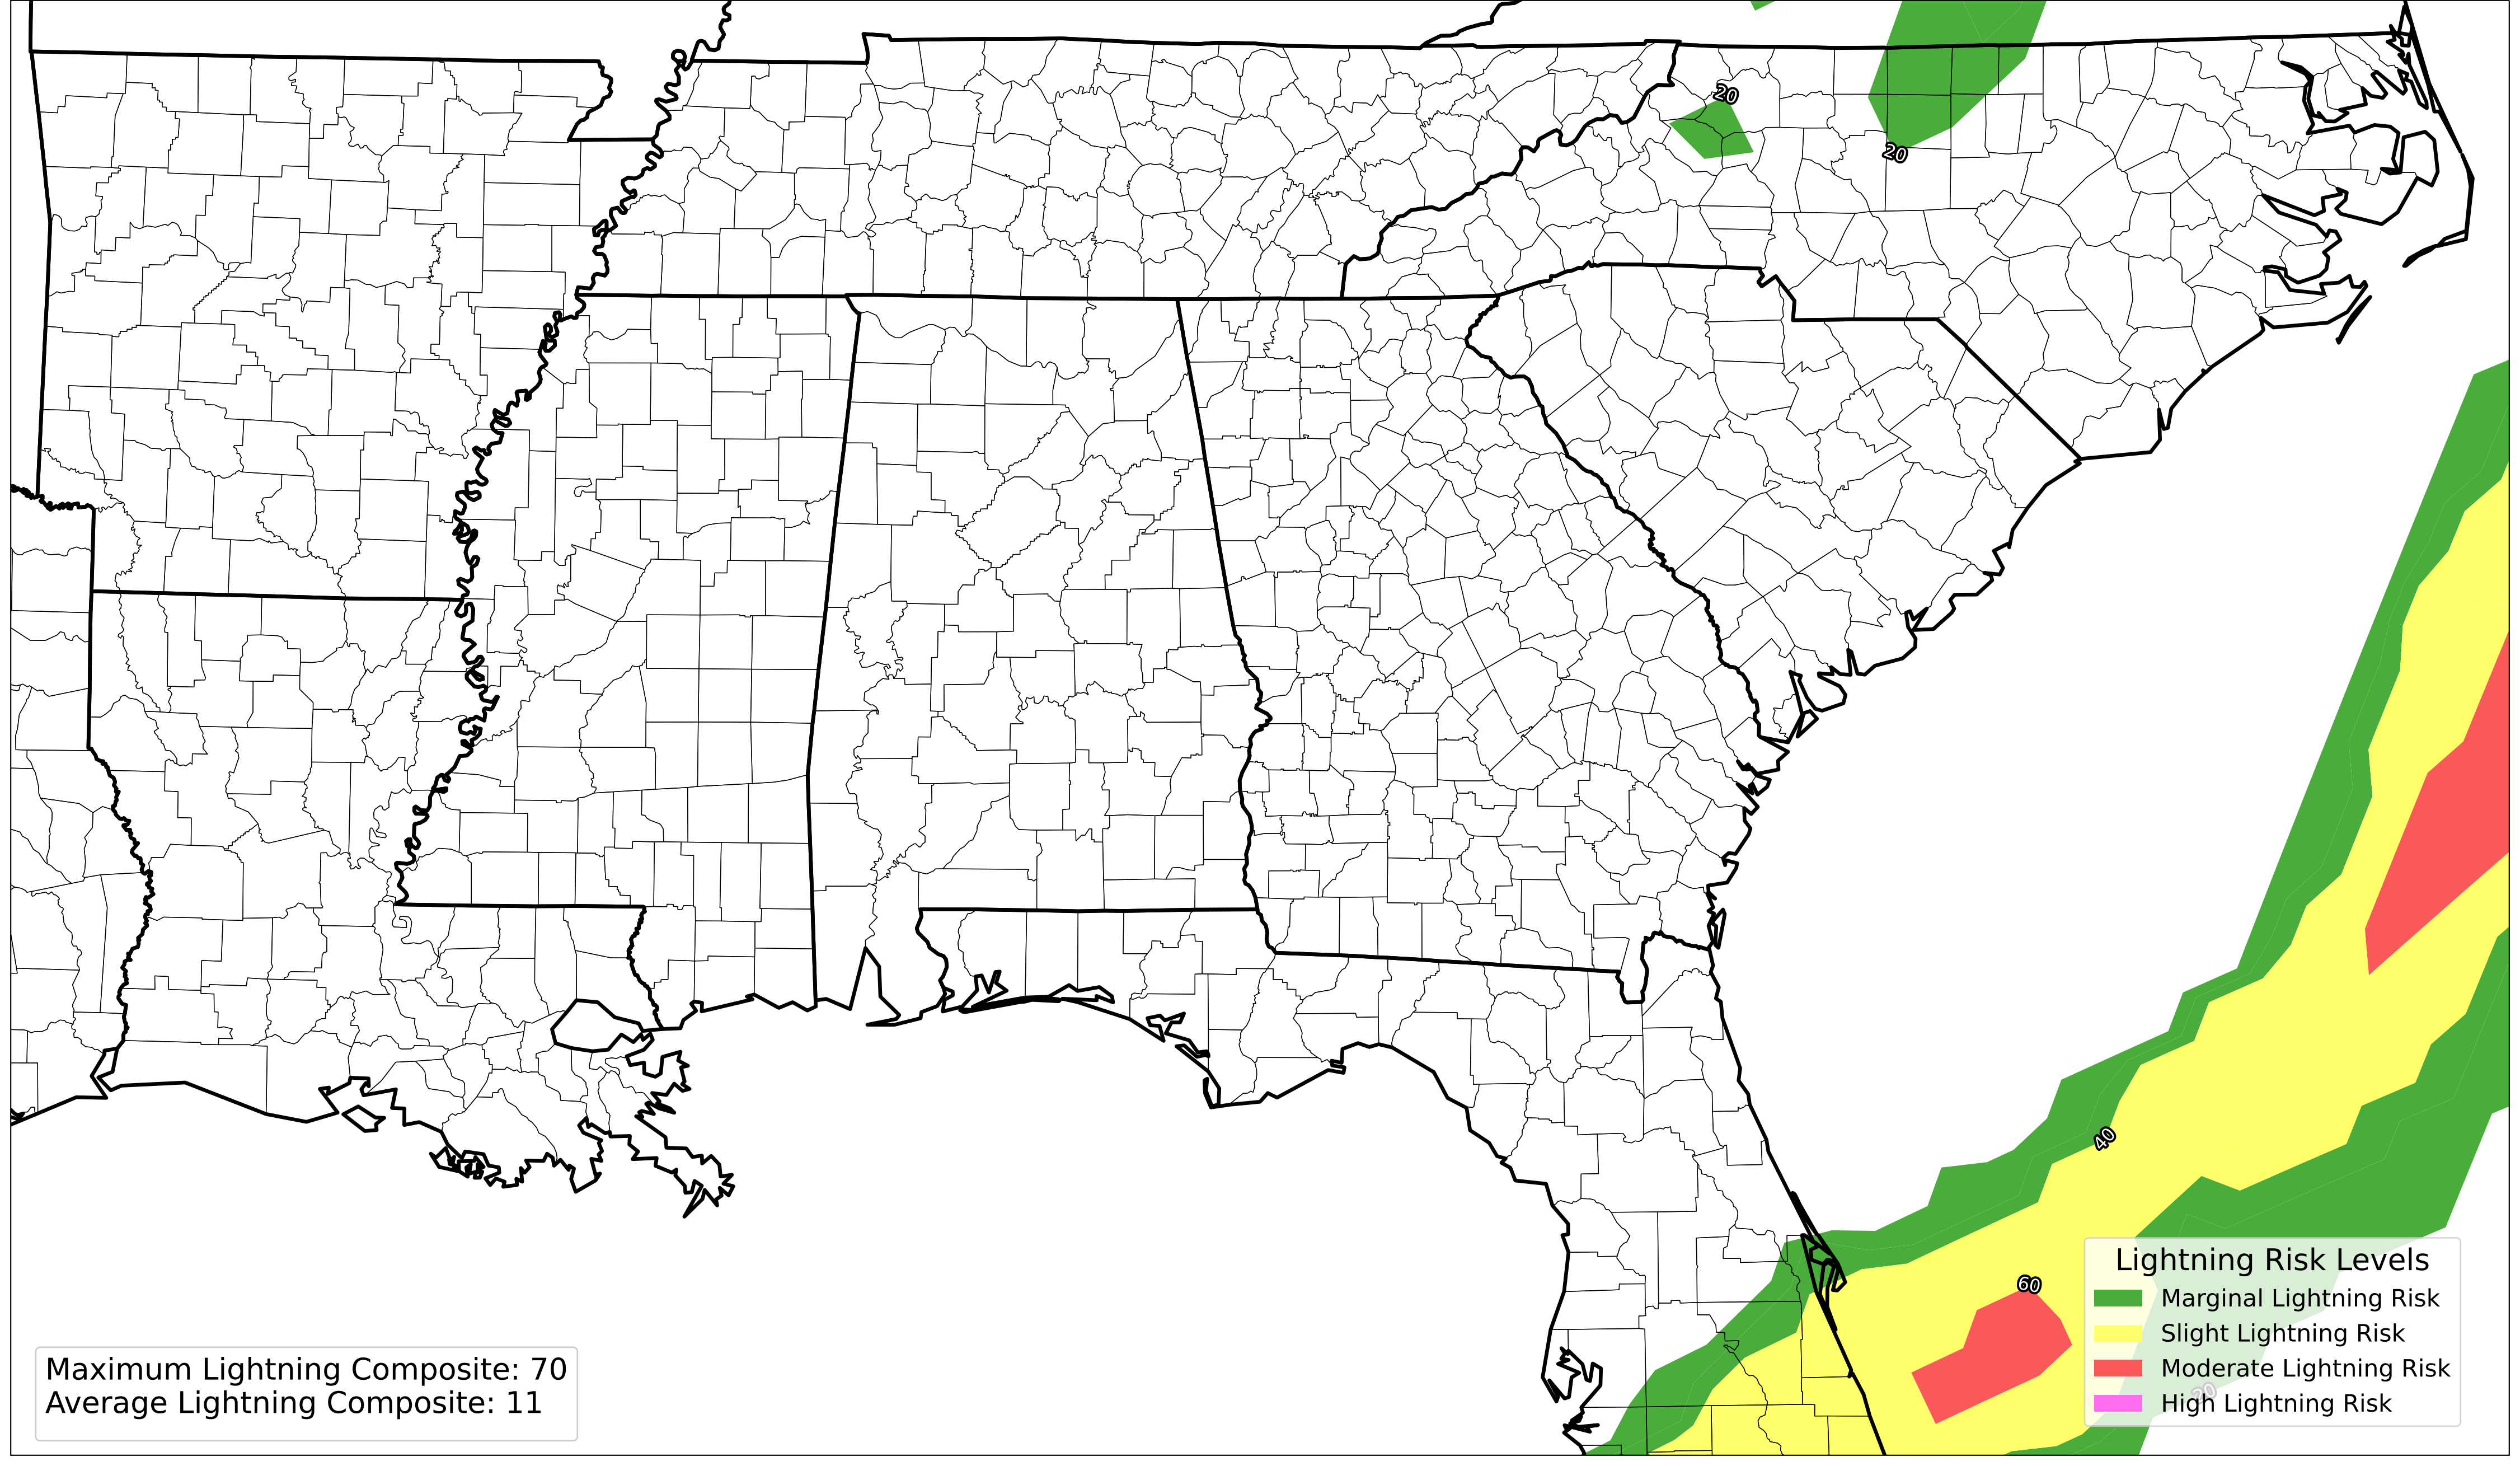 20
20
40
60
Lightning Risk Levels
Marginal Lightning Risk
Slight Lightning Risk
Moderate Lightning Risk
High Lightning Risk
20
Maximum Lightning Composite: 70
Average Lightning Composite: 11